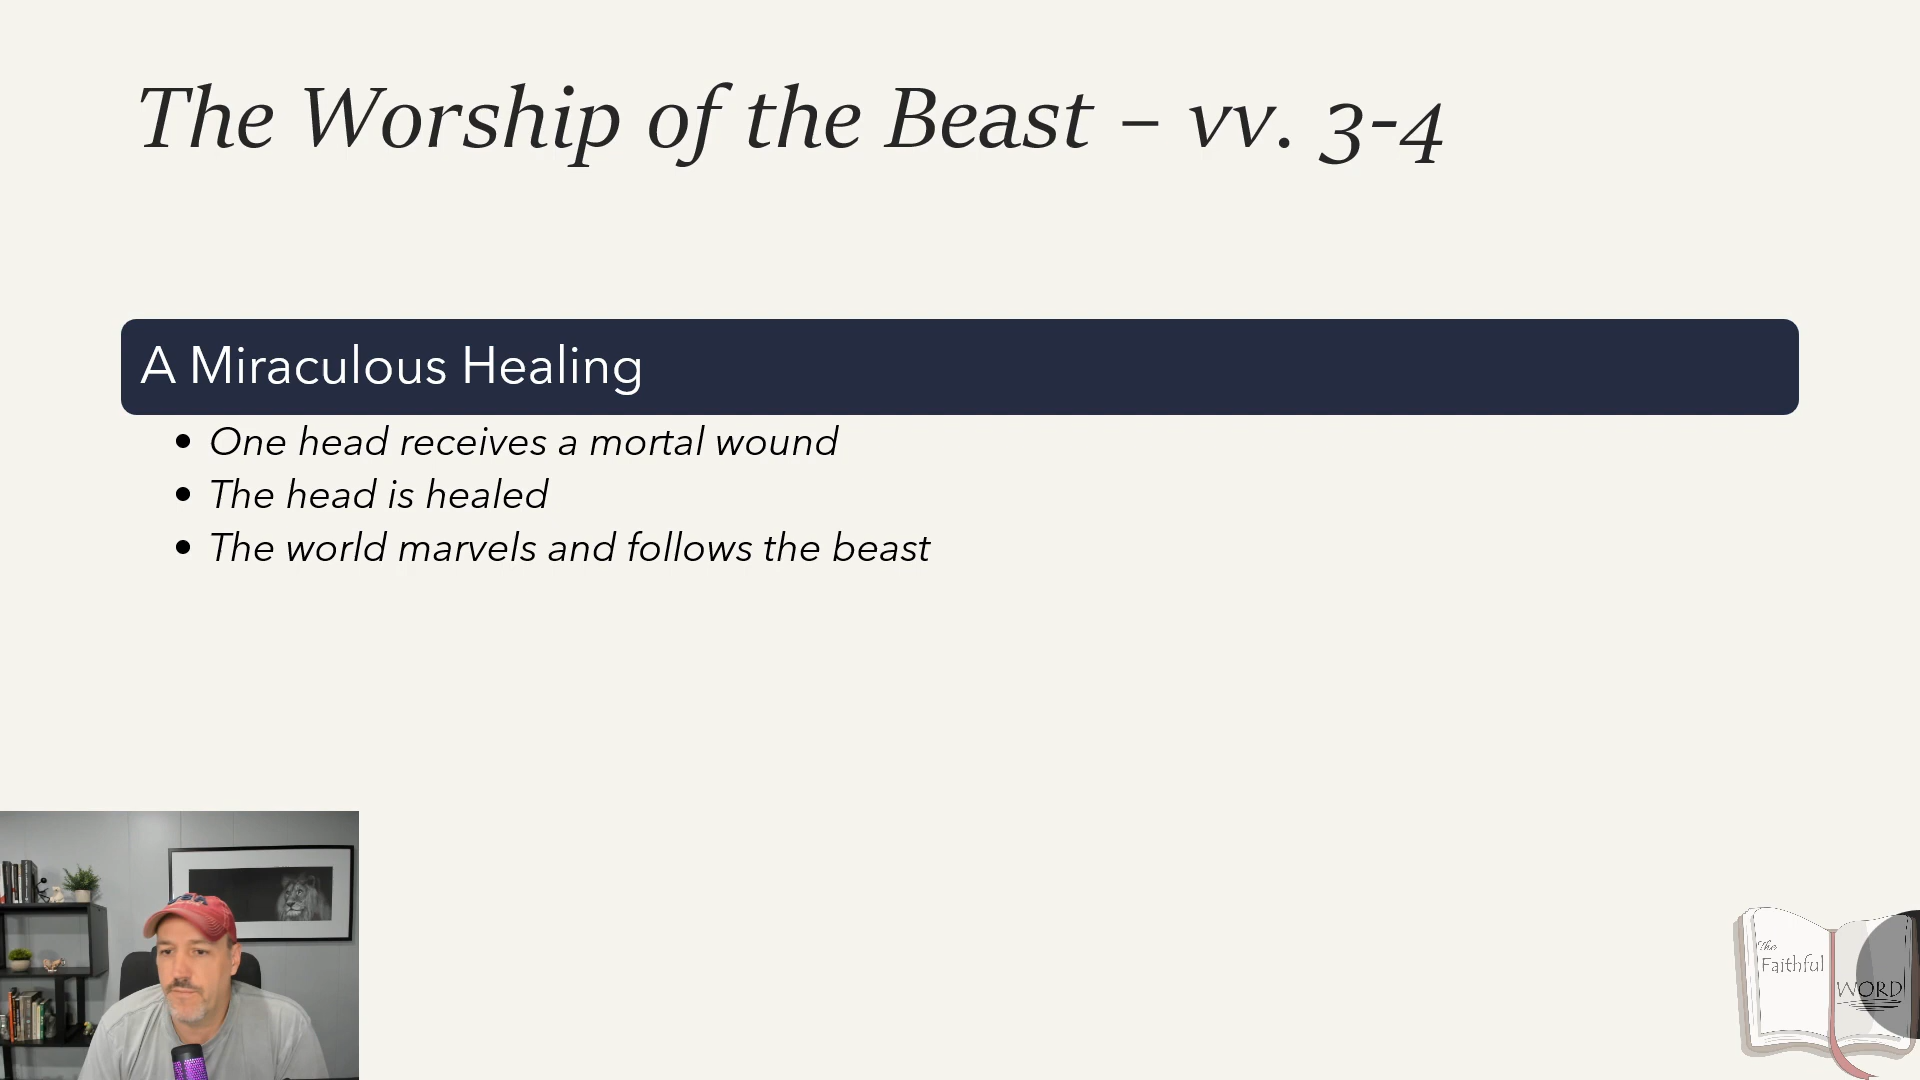 The Worship of the Beast – vv. 3-4
A Miraculous Healing
• One head receives a mortal wound
• The head is healed
• The world marvels and follows the beast
The
Faithful
WORD